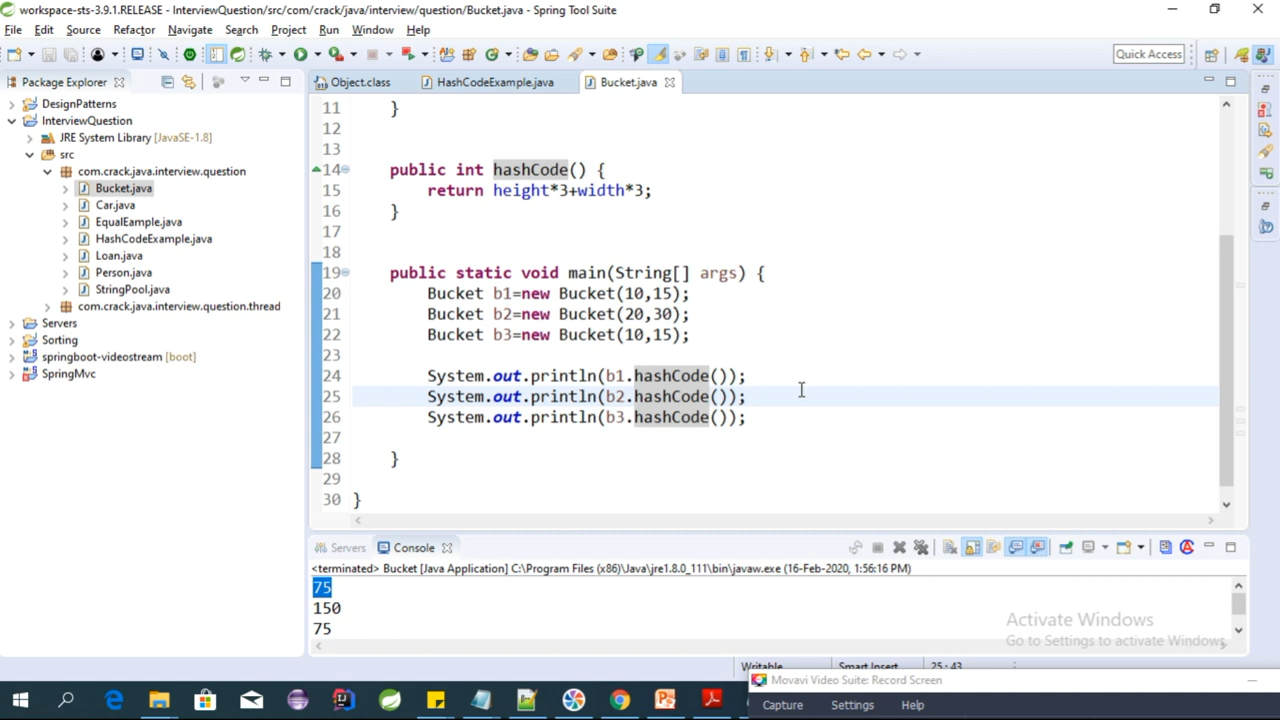 workspace-sts-3.9.1.RELEASE - InterviewQuestion/src/com/crack/java/interview/question/Bucket.java - Spring Tool Suite
File Edit Source Refactor Navigate Search Project Run Window Help
Quick Access
Package Explorer
Object.class HashCodeExample.java Bucket.java
DesignPatterns
InterviewQuestion
JRE System Library [JavaSE-1.8]
src
com.crack.java.interview.question
Bucket.java
Car.java
EqualEample.java
HashCodeExample.java
Loan.java
Person.java
StringPool.java
com.crack.java.interview.question.thread
Servers
Sorting
springboot-videostream [boot]
SpringMvc
11 }
12
13
14 public int hashCode() {
15 return height*3+width*3;
16 }
17
18
19 public static void main(String[] args) {
20 Bucket b1=new Bucket(10,15);
21 Bucket b2=new Bucket(20,30);
22 Bucket b3=new Bucket(10,15);
23
24 System.out.println(b1.hashCode());
25 System.out.println(b2.hashCode());
26 System.out.println(b3.hashCode());
27
28 }
29
30 }
Servers Console
<terminated> Bucket [Java Application] C:\Program Files (x86)\Java\jre1.8.0_111\bin\javaw.exe (16-Feb-2020, 1:56:16 PM)
75
150
75
Activate Windows
Go to Settings to activate Windows.
Writable Smart Insert 25 : 43
Movavi Video Suite: Record Screen
Capture Settings Help